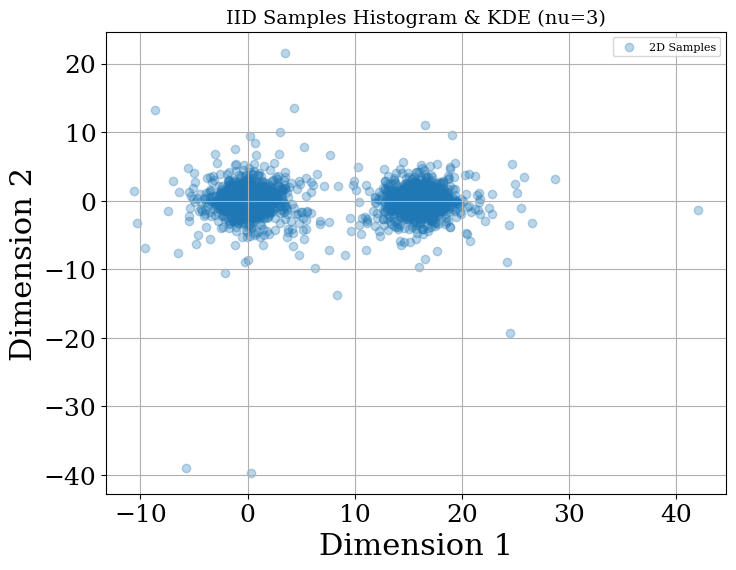 IID Samples Histogram & KDE (nu=3)
2D Samples
20
10
0
−10
−20
−30
−40
Dimension 2
−10 0 10 20 30 40
Dimension 1